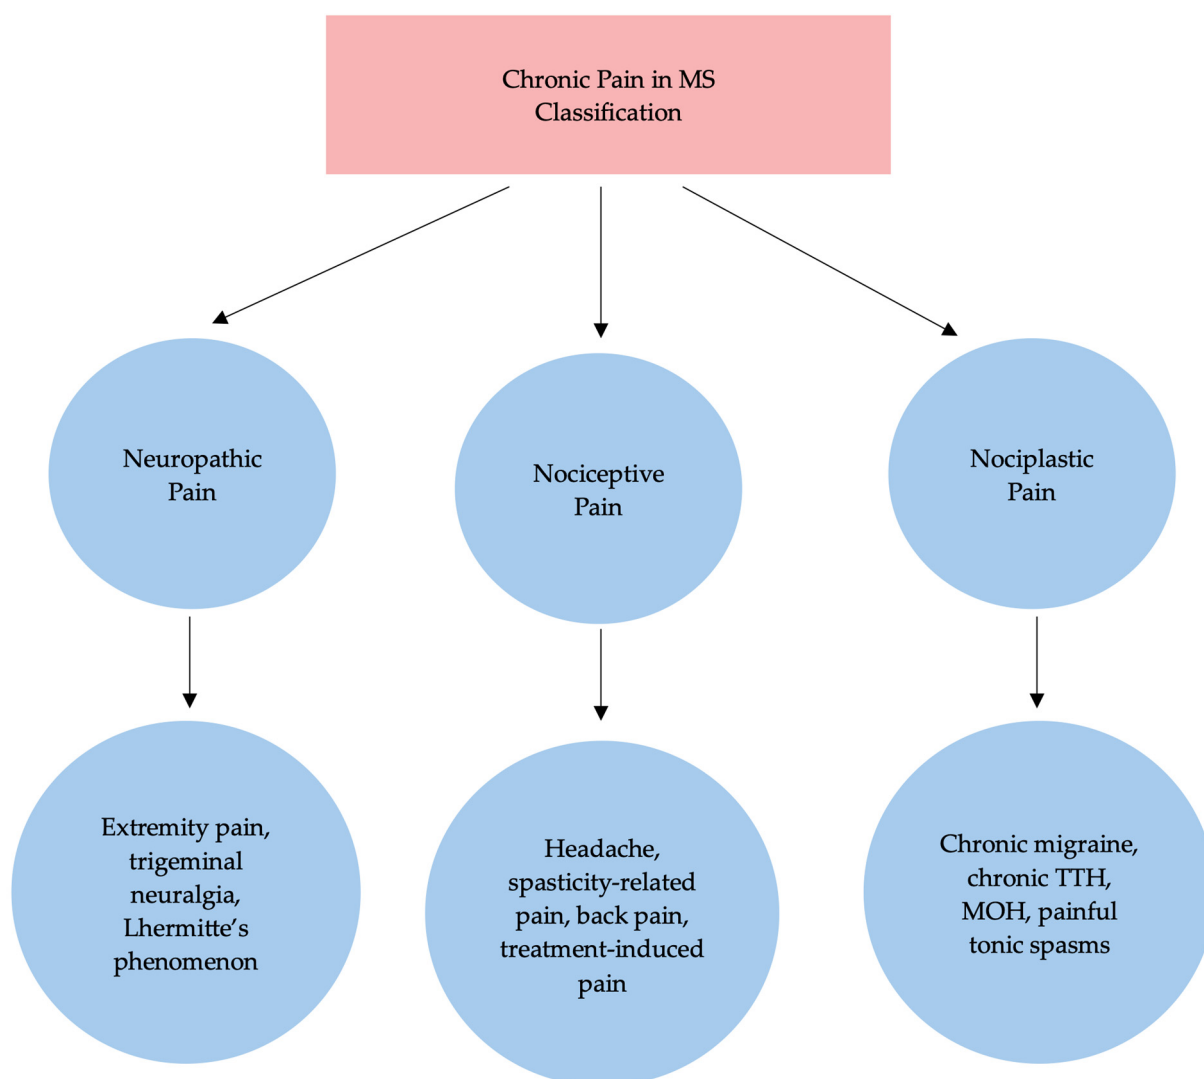 Chronic Pain in MS
Classification
Neuropathic
Pain
Nociceptive
Pain
Nociplastic
Pain
Extremity pain,
trigeminal
neuralgia,
Lhermitte’s
phenomenon
Headache,
spasticity-related
pain, back pain,
treatment-induced
pain
Chronic migraine,
chronic TTH,
MOH, painful
tonic spasms